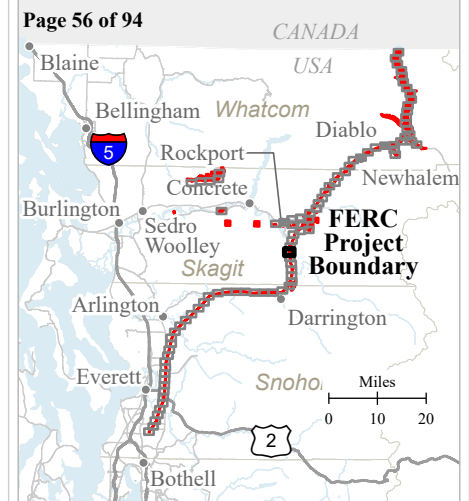 Page 56 of 94
CANADA
USA
Blaine
Bellingham
Whatcom
Diablo
5
Rockport
Newhalem
Concrete
Burlington
Sedro
Woolley
FERC
Project
Boundary
Skagit
Arlington
Darrington
Everett
Snoho
Miles
0 10 20
2
Bothell